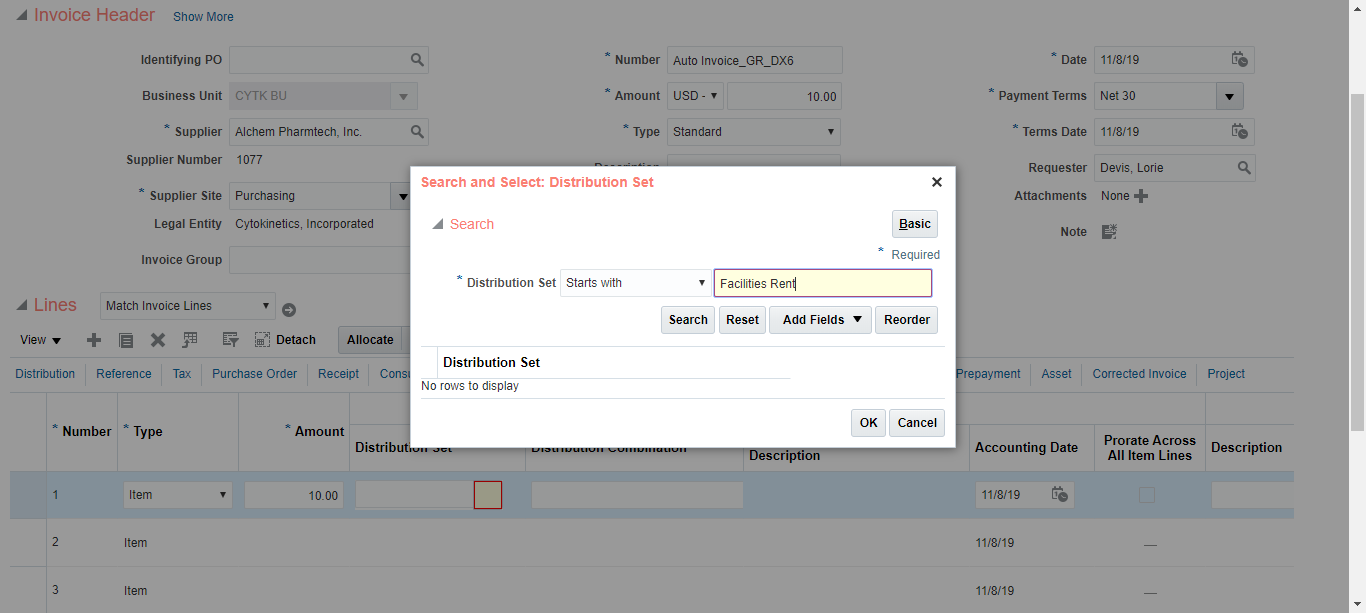 Invoice Header Show More
Identifying PO
* Number Auto Invoice_GR_DX6
* Date 11/8/19
Business Unit CYTK BU
* Amount USD - 10.00
* Payment Terms Net 30
* Supplier Alchem Pharmtech, Inc.
* Type Standard
* Terms Date 11/8/19
Supplier Number 1077
Requester Devis, Lorie
* Supplier Site Purchasing
Attachments None
Legal Entity Cytokinetics, Incorporated
Note
Invoice Group
Search and Select: Distribution Set
Search
Basic
* Required
* Distribution Set Starts with Facilities Rent
Search Reset Add Fields Reorder
Distribution Set
No rows to display
OK Cancel
Lines Match Invoice Lines
View Detach Allocate
Distribution Reference Tax Purchase Order Receipt Prepayment Asset Corrected Invoice Project
* Number * Type * Amount Distribution Set Distribution Combination Description Accounting Date Prorate Across All Item Lines Description
1 Item 10.00 11/8/19
2 Item 11/8/19 —
3 Item 11/8/19 —